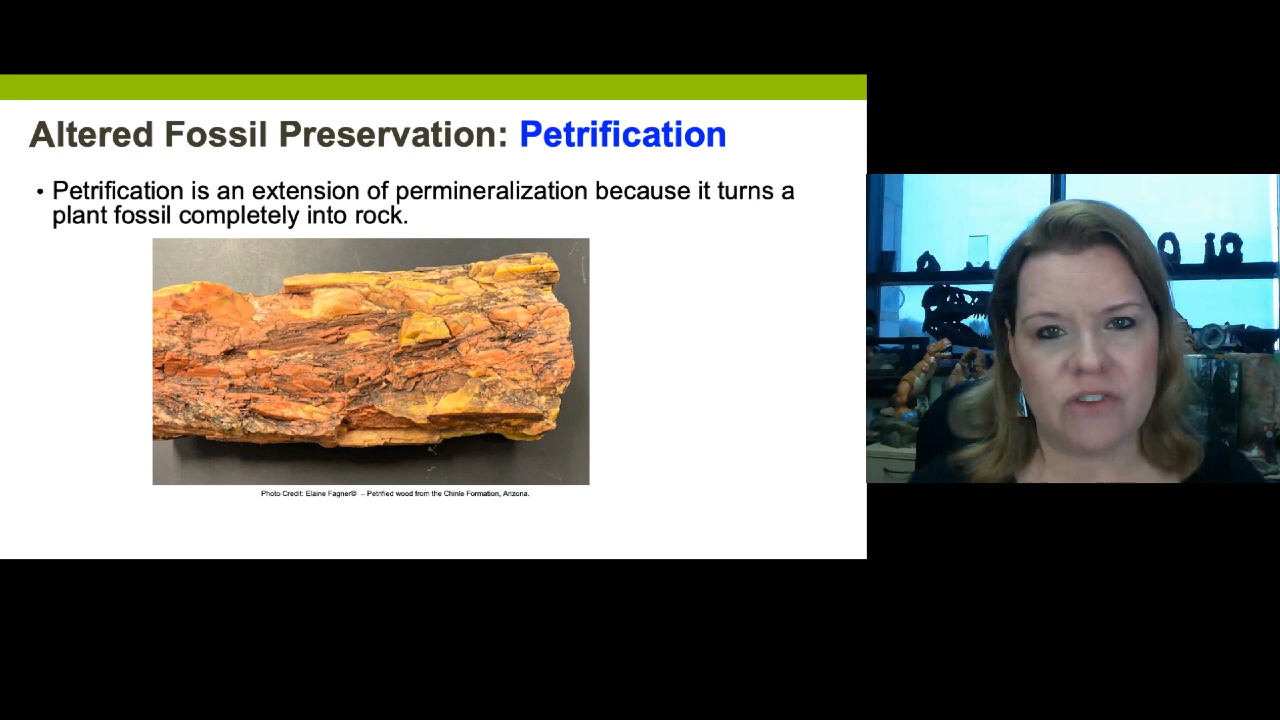 Altered Fossil Preservation: Petrification
• Petrification is an extension of permineralization because it turns a
plant fossil completely into rock.
Photo Credit: Elaine Fagner© – Petrified wood from the Chinle Formation, Arizona.